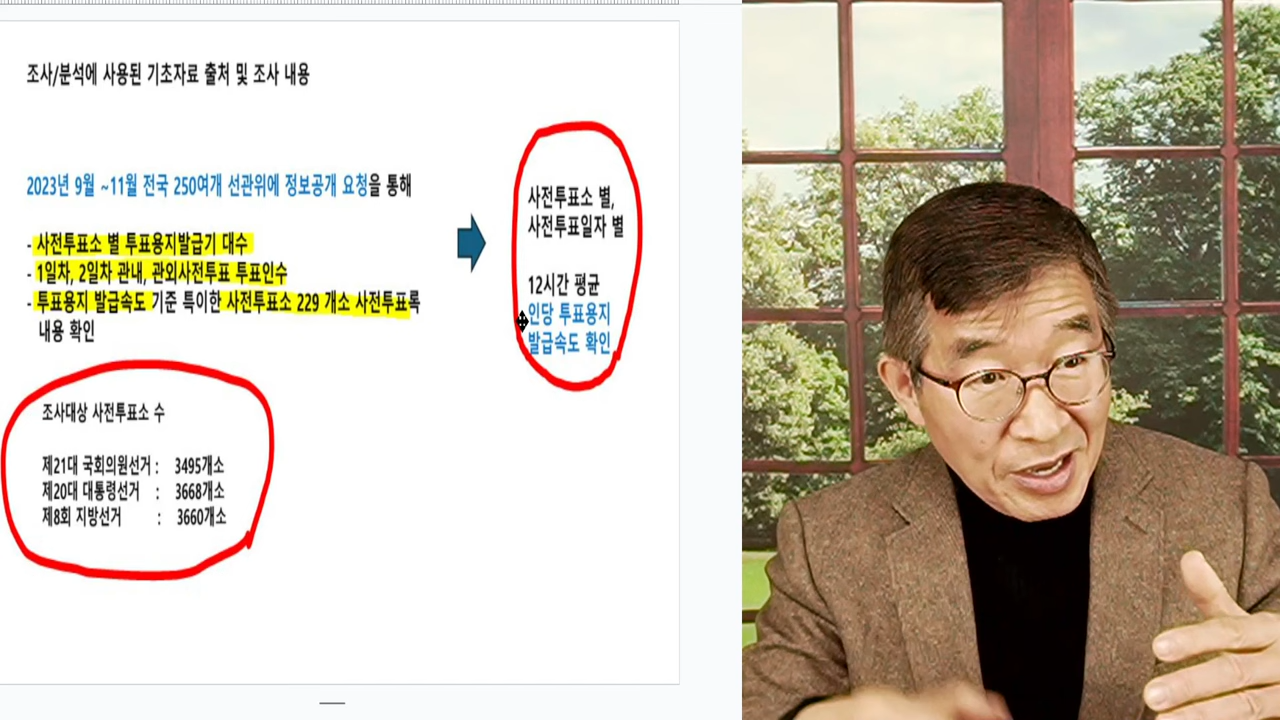 조사/분석에 사용된 기초자료 출처 및 조사 내용
2023년 9월 ~11월 전국 250여개 선관위에 정보공개 요청을 통해
- 사전투표소 별 투표용지발급기 대수
- 1일차, 2일차 관내, 관외사전투표 투표인수
- 투표용지 발급속도 기준 특이한 사전투표소 229 개소 사전투표록
내용 확인
사전투표소 별,
사전투표일자 별
12시간 평균
인당 투표용지
발급속도 확인
조사대상 사전투표소 수
제21대 국회의원선거 : 3495개소
제20대 대통령선거 : 3668개소
제8회 지방선거 : 3660개소